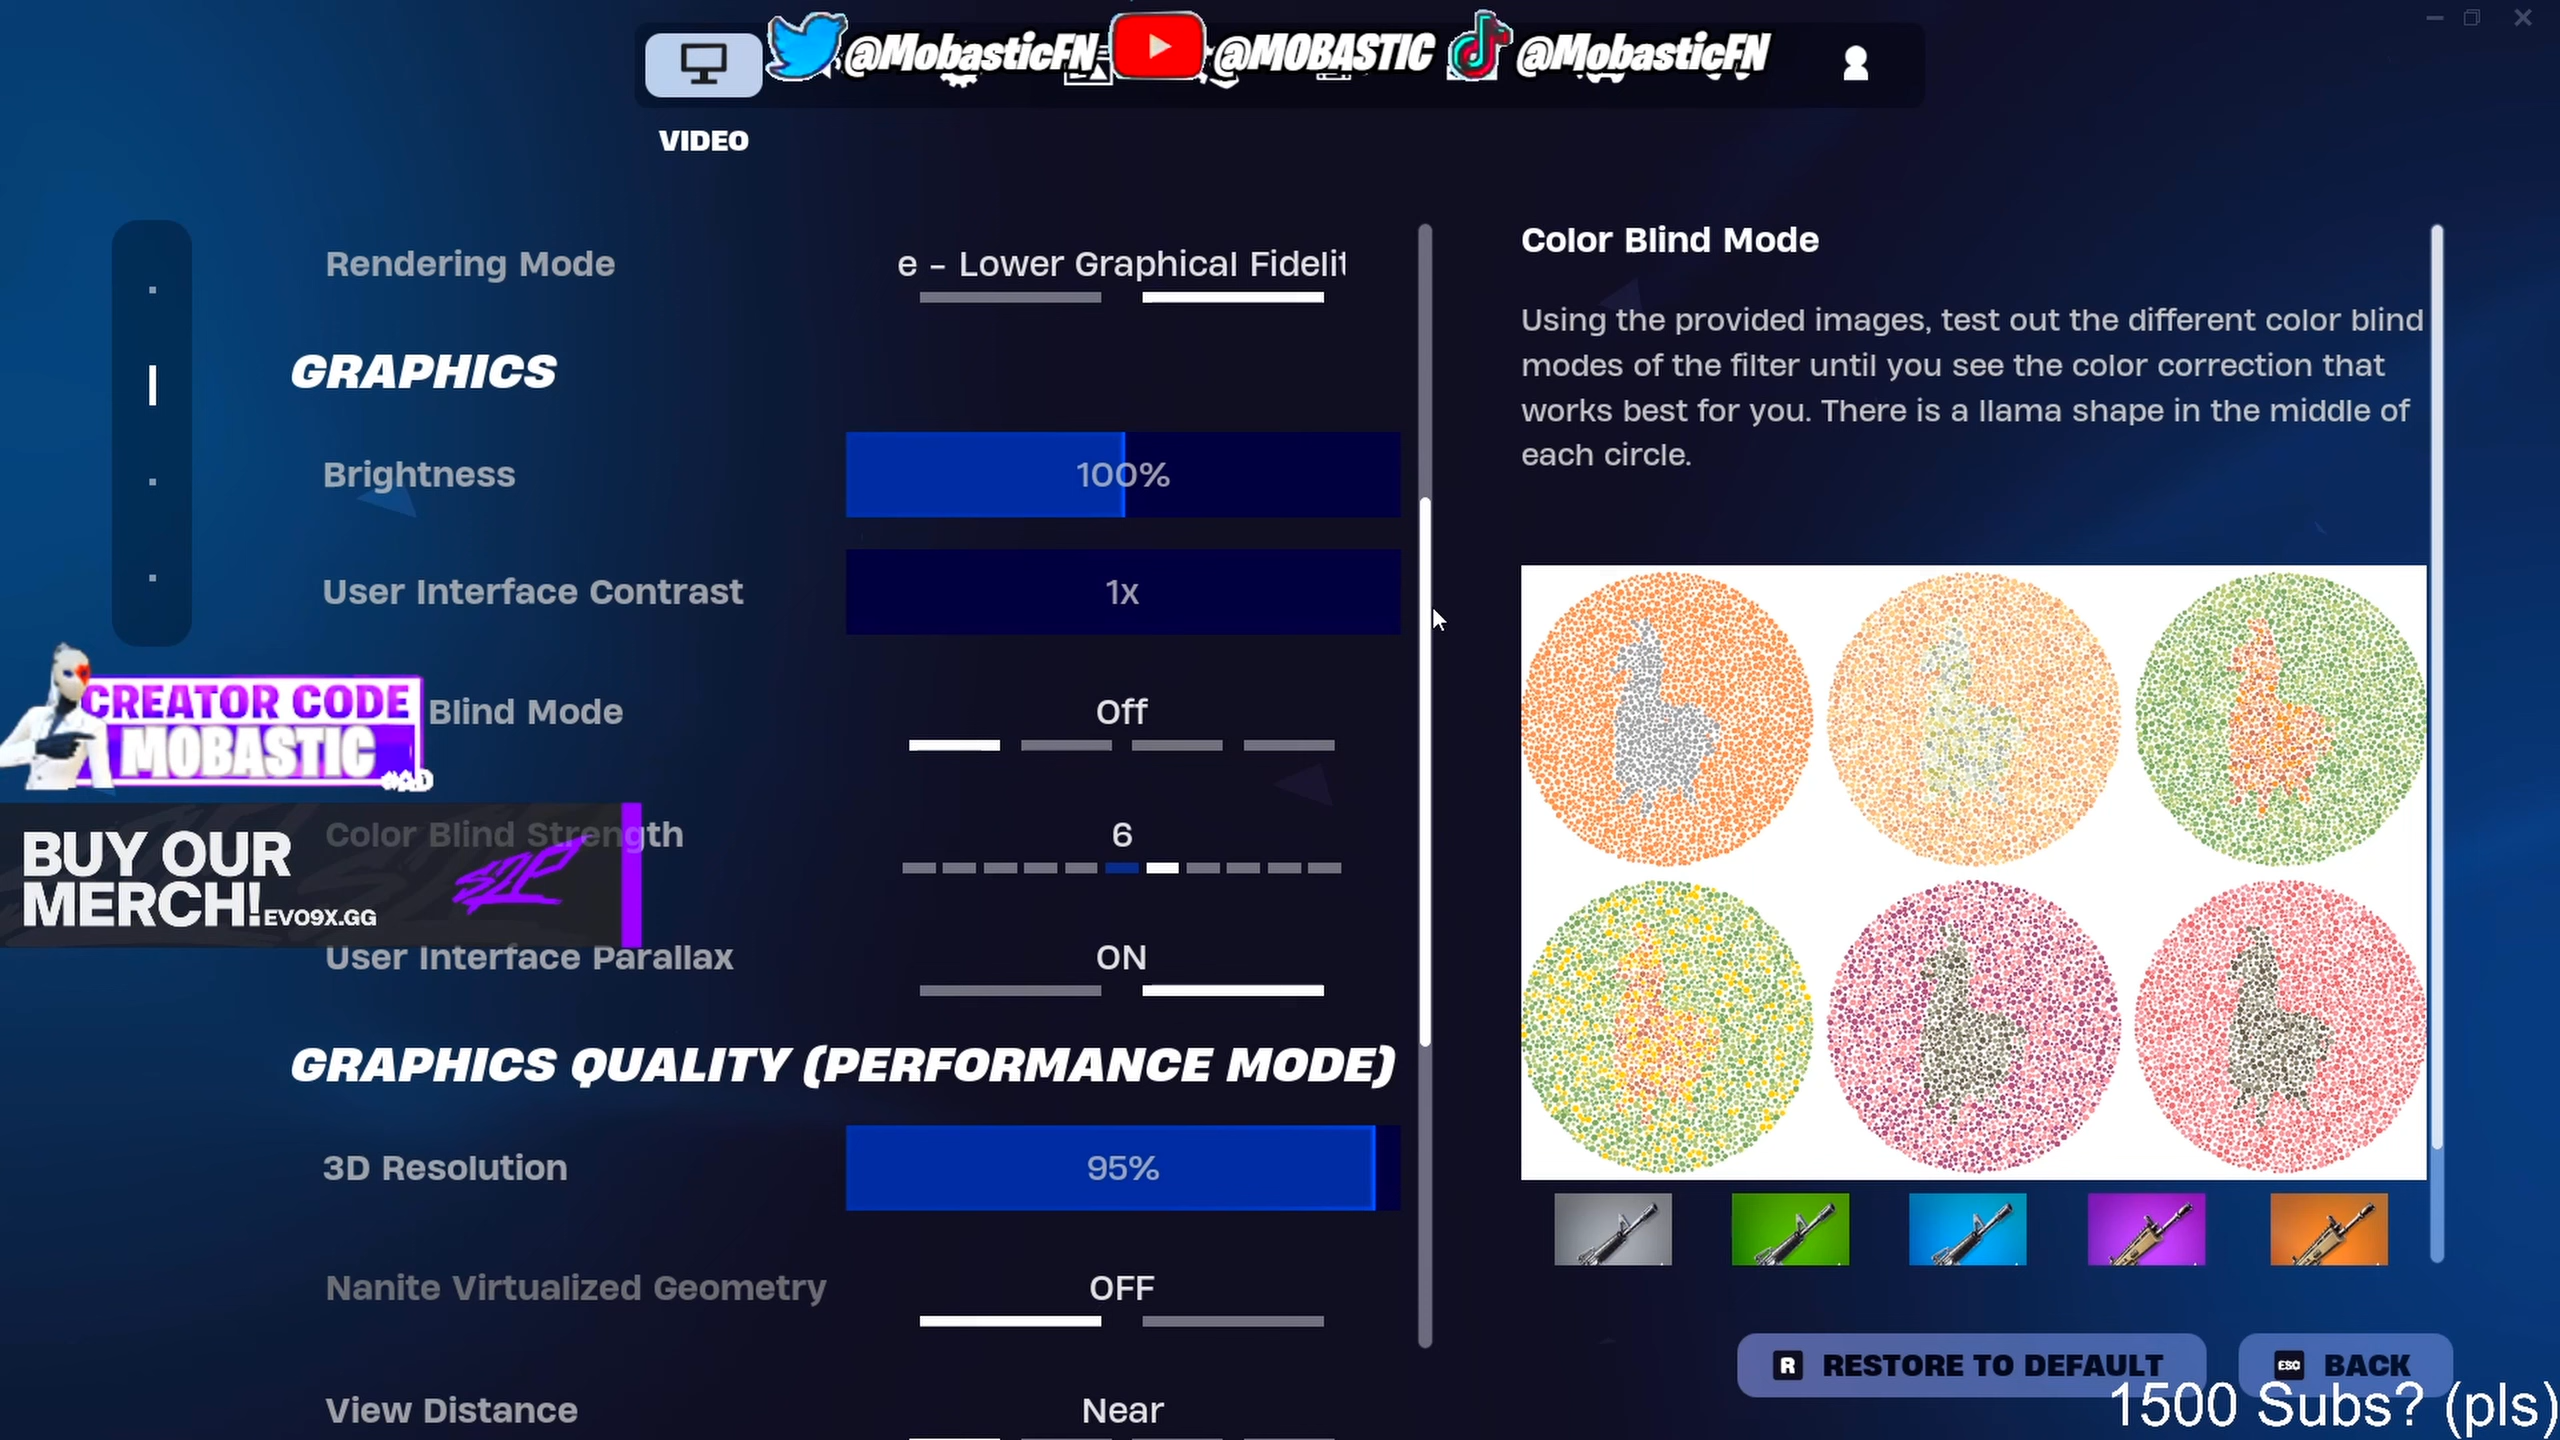 @MobasticFN @MOBASTIC @MobasticFN
VIDEO
Rendering Mode
e – Lower Graphical Fidelit
GRAPHICS
Brightness
100%
User Interface Contrast
1x
Blind Mode
Off
Color Blind Strength
6
User Interface Parallax
ON
GRAPHICS QUALITY (PERFORMANCE MODE)
3D Resolution
95%
Nanite Virtualized Geometry
OFF
View Distance
Near
CREATOR CODE
MOBASTIC
#AD
BUY OUR
MERCH! EVO9X.GG
Color Blind Mode
Using the provided images, test out the different color blind
modes of the filter until you see the color correction that
works best for you. There is a llama shape in the middle of
each circle.
R RESTORE TO DEFAULT
ESC BACK
1500 Subs? (pls)